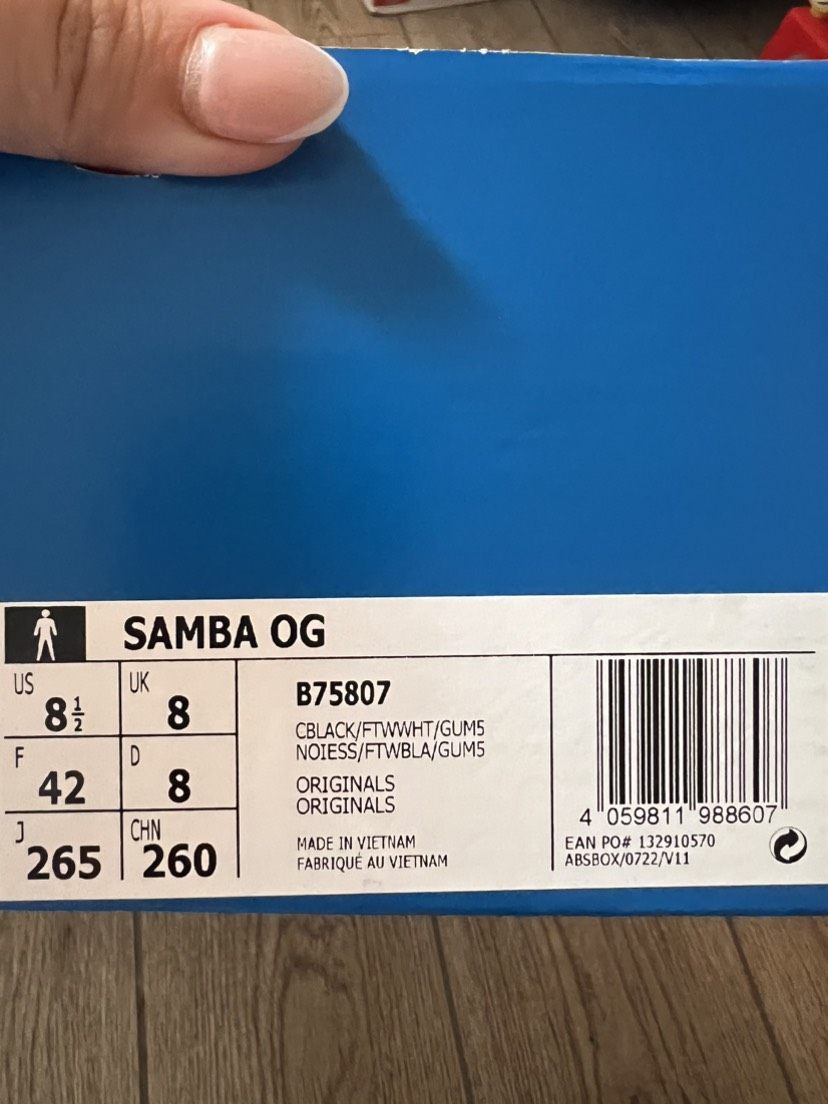 SAMBA OG
US
8 1/2
UK
8
F
42
D
8
J
265
CHN
260
B75807
CBLACK/FTWWHT/GUM5
NOIESS/FTWBLA/GUM5
ORIGINALS
ORIGINALS
MADE IN VIETNAM
FABRIQUÉ AU VIETNAM
4 059811 988607
EAN PO# 132910570
ABSBOX/0722/V11